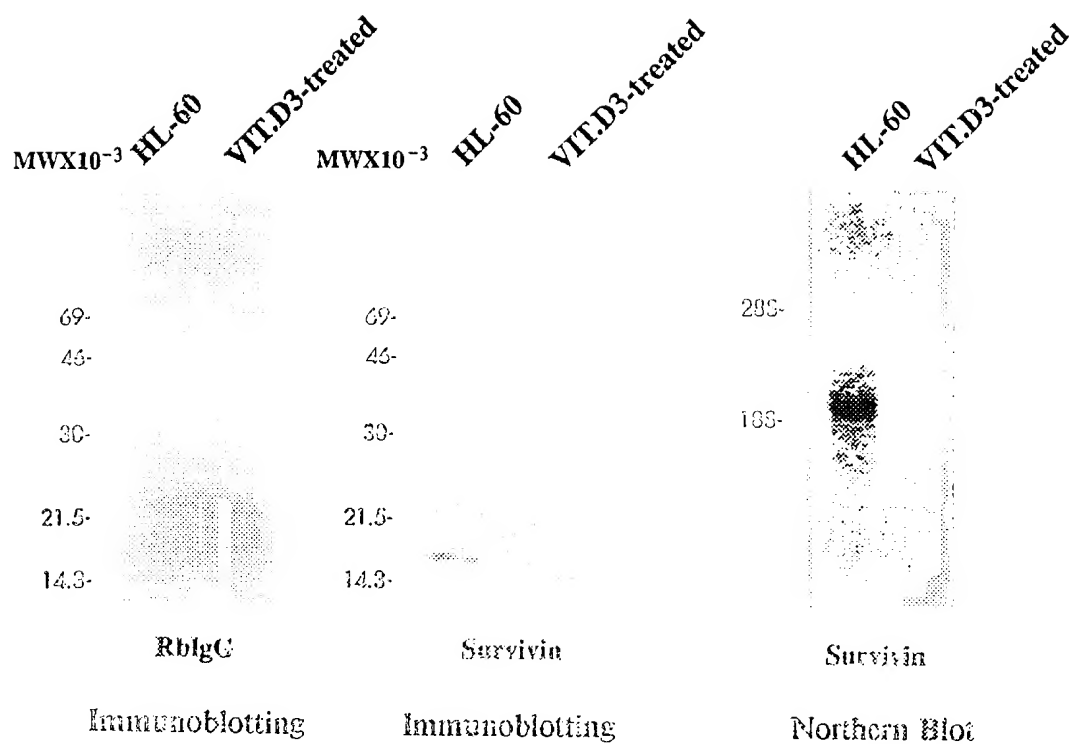 MWX10⁻³ HL-60 VIT.D3-treated
69-
46-
30-
21.5-
14.3-
RbIgG
Immunoblotting
MWX10⁻³ HL-60 VIT.D3-treated
69-
46-
30-
21.5-
14.3-
Survivin
Immunoblotting
HL-60 VIT.D3-treated
28S-
18S-
Survivin
Northern Blot